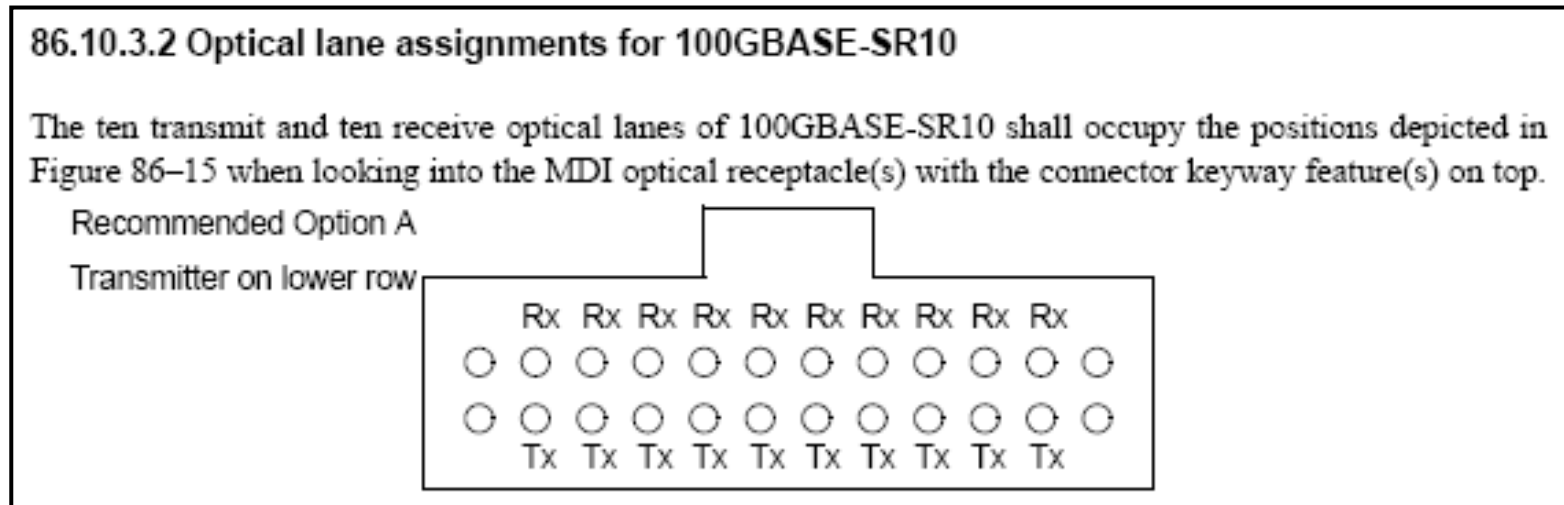 86.10.3.2 Optical lane assignments for 100GBASE-SR10
The ten transmit and ten receive optical lanes of 100GBASE-SR10 shall occupy the positions depicted in
Figure 86–15 when looking into the MDI optical receptacle(s) with the connector keyway feature(s) on top.
Recommended Option A
Transmitter on lower row
Rx Rx Rx Rx Rx Rx Rx Rx Rx Rx
Tx Tx Tx Tx Tx Tx Tx Tx Tx Tx